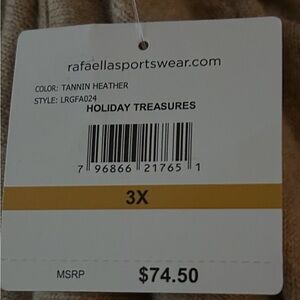 rafaellasportswear.com
COLOR: TANNIN HEATHER
STYLE: LRGFA024
HOLIDAY TREASURES
7 96866 21765 1
3X
MSRP $74.50